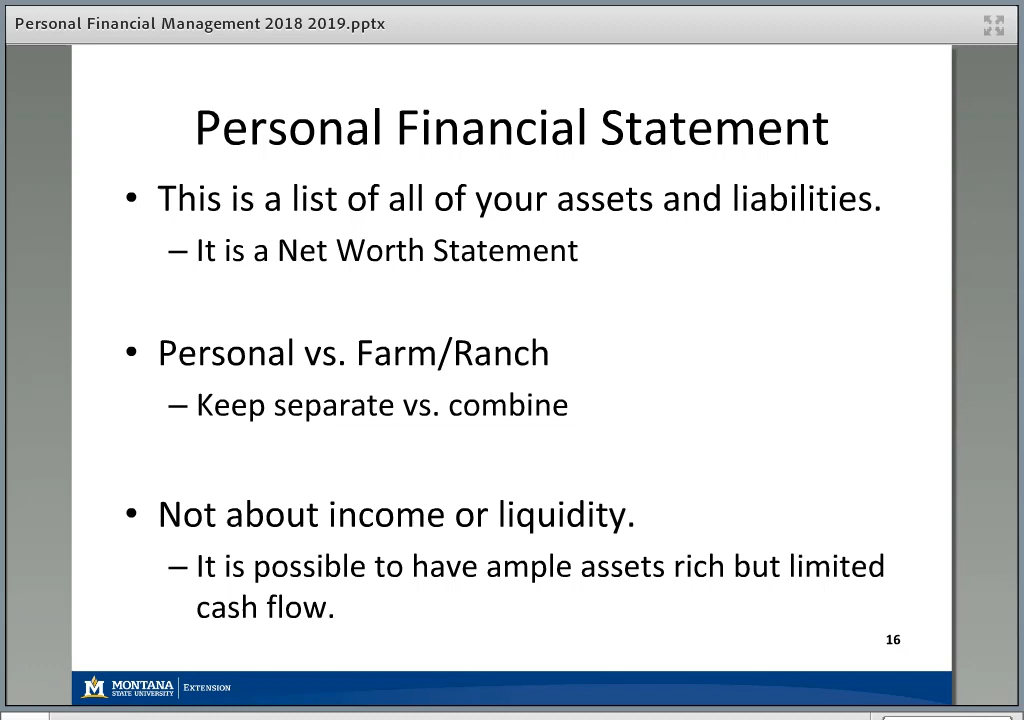 Personal Financial Management 2018 2019.pptx
Personal Financial Statement
• This is a list of all of your assets and liabilities.
– It is a Net Worth Statement
• Personal vs. Farm/Ranch
– Keep separate vs. combine
• Not about income or liquidity.
– It is possible to have ample assets rich but limited
cash flow.
16
MONTANA
STATE UNIVERSITY
EXTENSION